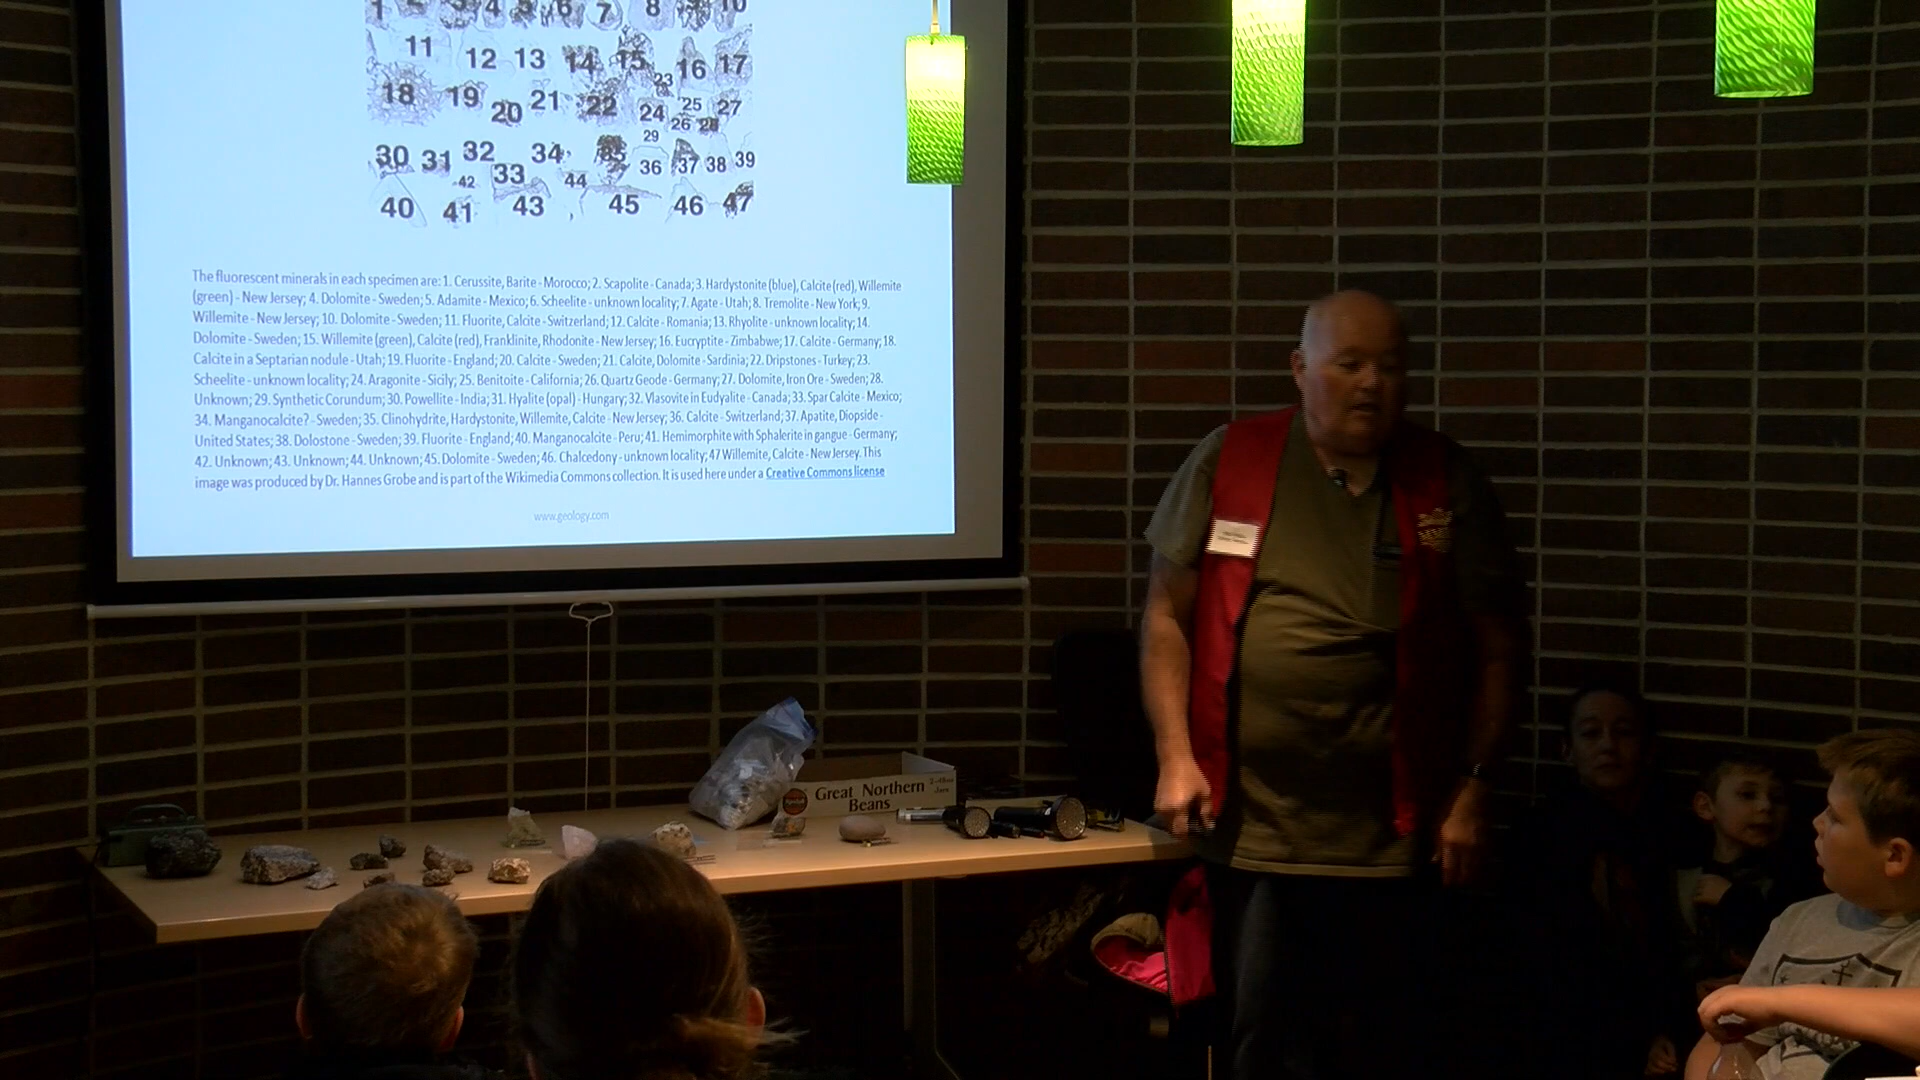 1 4 6 7 8 10
11 12 13 14 15 16 17
23
18 19 20 21 22 24 25 27
26 28
29
30 31 32 34 35 36 37 38 39
42 33 44
40 41 43 45 46 47
The fluorescent minerals in each specimen are: 1. Cerussite, Barite - Morocco; 2. Scapolite - Canada; 3. Hardystonite (blue), Calcite (red), Willemite
(green) - New Jersey; 4. Dolomite - Sweden; 5. Adamite - Mexico; 6. Scheelite - unknown locality; 7. Agate - Utah; 8. Tremolite - New York; 9.
Willemite - New Jersey; 10. Dolomite - Sweden; 11. Fluorite, Calcite - Switzerland; 12. Calcite - Romania; 13. Rhyolite - unknown locality; 14.
Dolomite - Sweden; 15. Willemite (green), Calcite (red), Franklinite, Rhodonite - New Jersey; 16. Eucryptite - Zimbabwe; 17. Calcite - Germany; 18.
Calcite in a Septarian nodule - Utah; 19. Fluorite - England; 20. Calcite - Sweden; 21. Calcite, Dolomite - Sardinia; 22. Dripstones - Turkey; 23.
Scheelite - unknown locality; 24. Aragonite - Sicily; 25. Benitoite - California; 26. Quartz Geode - Germany; 27. Dolomite, Iron Ore - Sweden; 28.
Unknown; 29. Synthetic Corundum; 30. Powellite - India; 31. Hyalite (opal) - Hungary; 32. Vlasovite in Eudyalite - Canada; 33. Spar Calcite - Mexico;
34. Manganocalcite? - Sweden; 35. Clinohydrite, Hardystonite, Willemite, Calcite - New Jersey; 36. Calcite - Switzerland; 37. Apatite, Diopside -
United States; 38. Dolostone - Sweden; 39. Fluorite - England; 40. Manganocalcite - Peru; 41. Hemimorphite with Sphalerite in gangue - Germany;
42. Unknown; 43. Unknown; 44. Unknown; 45. Dolomite - Sweden; 46. Chalcedony - unknown locality; 47 Willemite, Calcite - New Jersey. This
image was produced by Dr. Hannes Grobe and is part of the Wikimedia Commons collection. It is used here under a Creative Commons license
www.geology.com
Great Northern
Beans